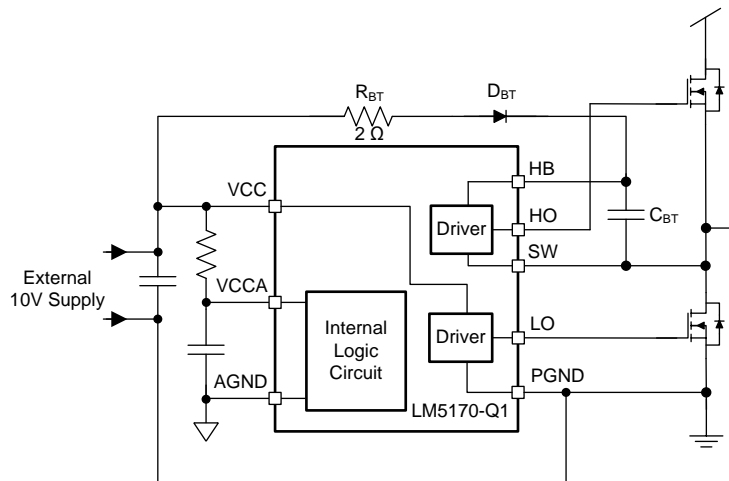 R_BT
D_BT
2 Ω
VCC
HB
HO
C_BT
Driver
SW
External
10V Supply
VCCA
Internal
Logic
Circuit
Driver
LO
PGND
AGND
LM5170-Q1